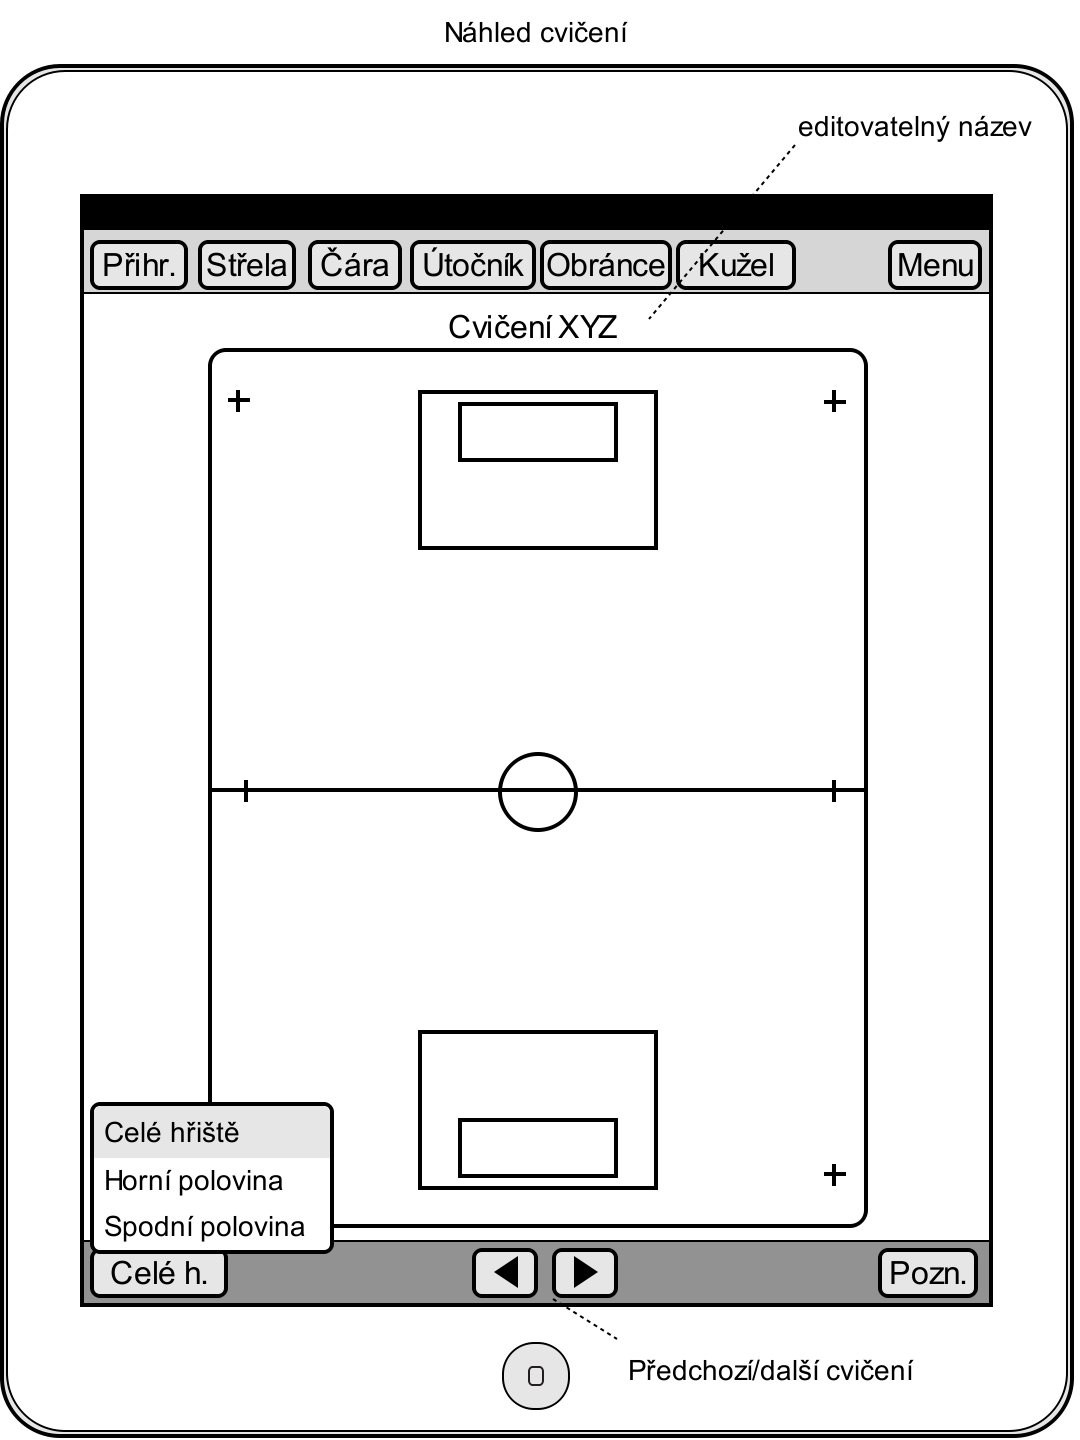 Náhled cvičení
editovatelný název
Přihr. Střela Čára Útočník Obránce Kužel Menu
Cvičení XYZ
Celé hřiště
Horní polovina
Spodní polovina
Celé h. Pozn.
Předchozí/další cvičení